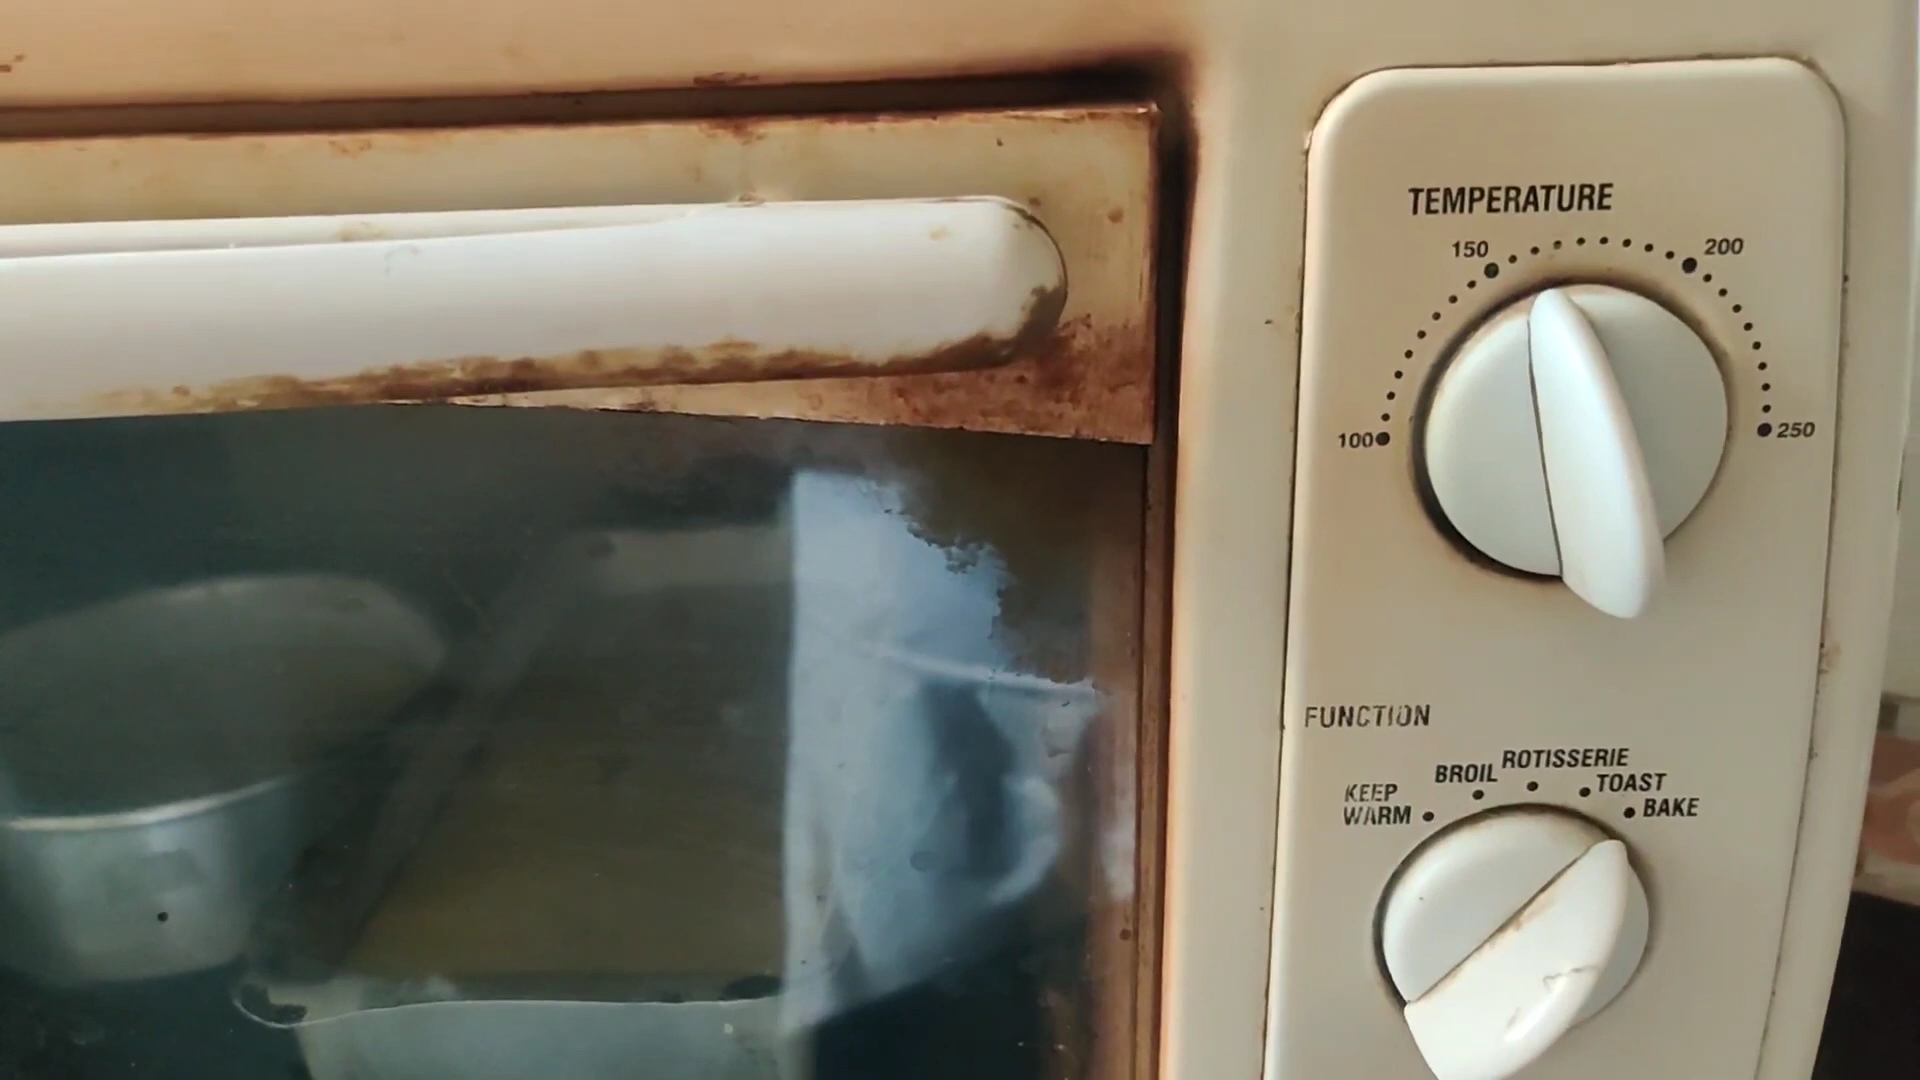 TEMPERATURE
150
200
100
250
FUNCTION
KEEP
WARM
BROIL
ROTISSERIE
TOAST
BAKE